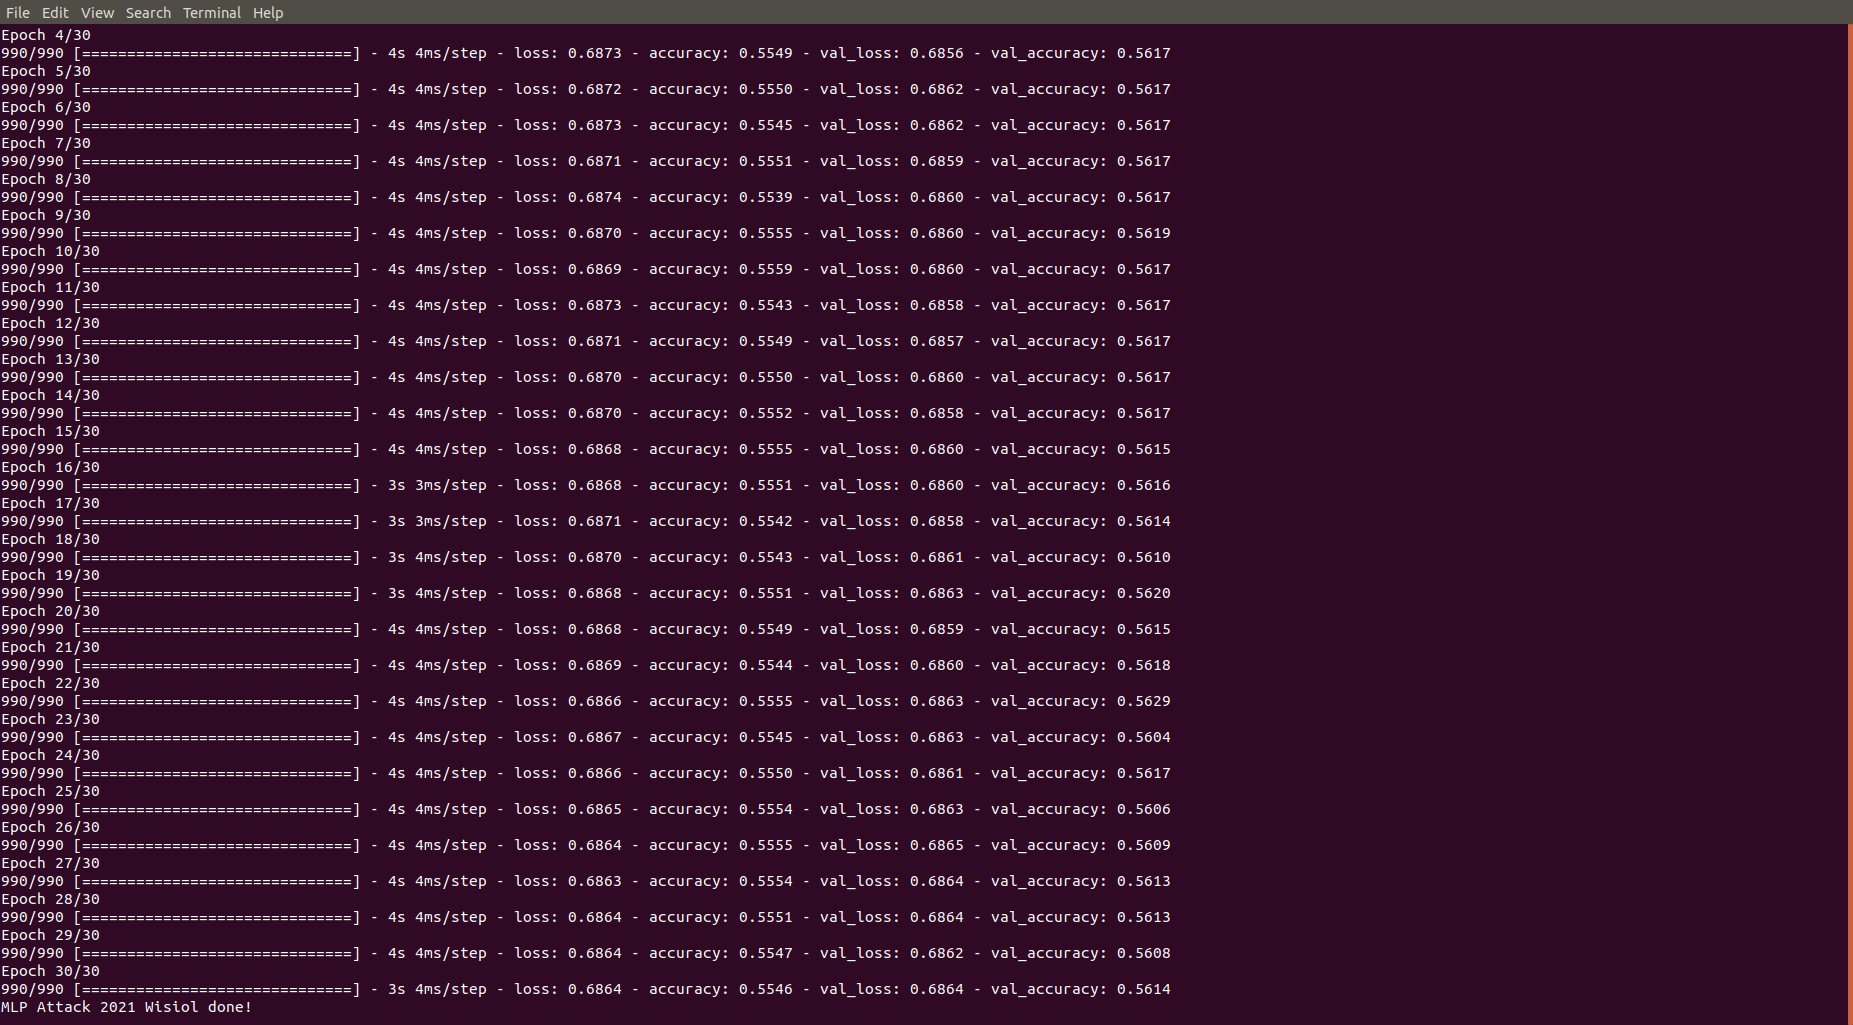 File Edit View Search Terminal Help
Epoch 4/30
990/990 [==============================] - 4s 4ms/step - loss: 0.6873 - accuracy: 0.5549 - val_loss: 0.6856 - val_accuracy: 0.5617
Epoch 5/30
990/990 [==============================] - 4s 4ms/step - loss: 0.6872 - accuracy: 0.5550 - val_loss: 0.6862 - val_accuracy: 0.5617
Epoch 6/30
990/990 [==============================] - 4s 4ms/step - loss: 0.6873 - accuracy: 0.5545 - val_loss: 0.6862 - val_accuracy: 0.5617
Epoch 7/30
990/990 [==============================] - 4s 4ms/step - loss: 0.6871 - accuracy: 0.5551 - val_loss: 0.6859 - val_accuracy: 0.5617
Epoch 8/30
990/990 [==============================] - 4s 4ms/step - loss: 0.6874 - accuracy: 0.5539 - val_loss: 0.6860 - val_accuracy: 0.5617
Epoch 9/30
990/990 [==============================] - 4s 4ms/step - loss: 0.6870 - accuracy: 0.5555 - val_loss: 0.6860 - val_accuracy: 0.5619
Epoch 10/30
990/990 [==============================] - 4s 4ms/step - loss: 0.6869 - accuracy: 0.5559 - val_loss: 0.6860 - val_accuracy: 0.5617
Epoch 11/30
990/990 [==============================] - 4s 4ms/step - loss: 0.6873 - accuracy: 0.5543 - val_loss: 0.6858 - val_accuracy: 0.5617
Epoch 12/30
990/990 [==============================] - 4s 4ms/step - loss: 0.6871 - accuracy: 0.5549 - val_loss: 0.6857 - val_accuracy: 0.5617
Epoch 13/30
990/990 [==============================] - 4s 4ms/step - loss: 0.6870 - accuracy: 0.5550 - val_loss: 0.6860 - val_accuracy: 0.5617
Epoch 14/30
990/990 [==============================] - 4s 4ms/step - loss: 0.6870 - accuracy: 0.5552 - val_loss: 0.6858 - val_accuracy: 0.5617
Epoch 15/30
990/990 [==============================] - 4s 4ms/step - loss: 0.6868 - accuracy: 0.5555 - val_loss: 0.6860 - val_accuracy: 0.5615
Epoch 16/30
990/990 [==============================] - 3s 3ms/step - loss: 0.6868 - accuracy: 0.5551 - val_loss: 0.6860 - val_accuracy: 0.5616
Epoch 17/30
990/990 [==============================] - 3s 3ms/step - loss: 0.6871 - accuracy: 0.5542 - val_loss: 0.6858 - val_accuracy: 0.5614
Epoch 18/30
990/990 [==============================] - 3s 4ms/step - loss: 0.6870 - accuracy: 0.5543 - val_loss: 0.6861 - val_accuracy: 0.5610
Epoch 19/30
990/990 [==============================] - 3s 4ms/step - loss: 0.6868 - accuracy: 0.5551 - val_loss: 0.6863 - val_accuracy: 0.5620
Epoch 20/30
990/990 [==============================] - 4s 4ms/step - loss: 0.6868 - accuracy: 0.5549 - val_loss: 0.6859 - val_accuracy: 0.5615
Epoch 21/30
990/990 [==============================] - 4s 4ms/step - loss: 0.6869 - accuracy: 0.5544 - val_loss: 0.6860 - val_accuracy: 0.5618
Epoch 22/30
990/990 [==============================] - 4s 4ms/step - loss: 0.6866 - accuracy: 0.5555 - val_loss: 0.6863 - val_accuracy: 0.5629
Epoch 23/30
990/990 [==============================] - 4s 4ms/step - loss: 0.6867 - accuracy: 0.5545 - val_loss: 0.6863 - val_accuracy: 0.5604
Epoch 24/30
990/990 [==============================] - 4s 4ms/step - loss: 0.6866 - accuracy: 0.5550 - val_loss: 0.6861 - val_accuracy: 0.5617
Epoch 25/30
990/990 [==============================] - 4s 4ms/step - loss: 0.6865 - accuracy: 0.5554 - val_loss: 0.6863 - val_accuracy: 0.5606
Epoch 26/30
990/990 [==============================] - 4s 4ms/step - loss: 0.6864 - accuracy: 0.5555 - val_loss: 0.6865 - val_accuracy: 0.5609
Epoch 27/30
990/990 [==============================] - 4s 4ms/step - loss: 0.6863 - accuracy: 0.5554 - val_loss: 0.6864 - val_accuracy: 0.5613
Epoch 28/30
990/990 [==============================] - 4s 4ms/step - loss: 0.6864 - accuracy: 0.5551 - val_loss: 0.6864 - val_accuracy: 0.5613
Epoch 29/30
990/990 [==============================] - 4s 4ms/step - loss: 0.6864 - accuracy: 0.5547 - val_loss: 0.6862 - val_accuracy: 0.5608
Epoch 30/30
990/990 [==============================] - 3s 4ms/step - loss: 0.6864 - accuracy: 0.5546 - val_loss: 0.6864 - val_accuracy: 0.5614
MLP Attack 2021 Wisiol done!